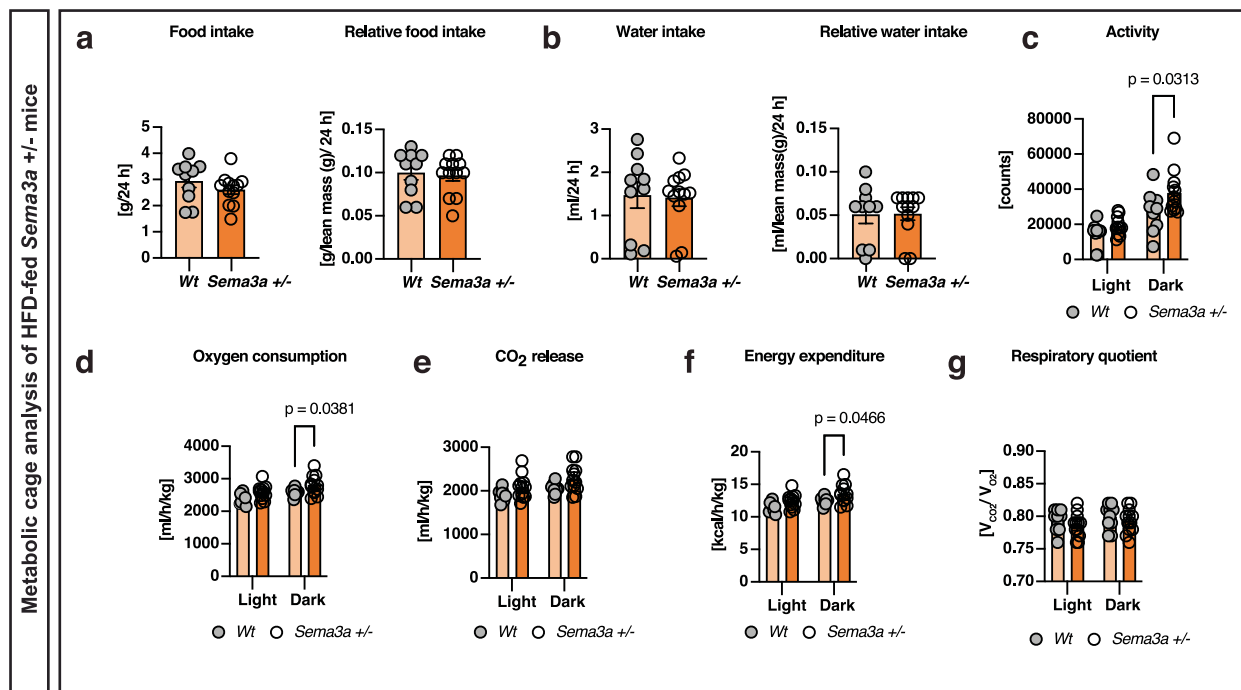 Metabolic cage analysis of HFD-fed Sema3a +/- mice
a
Food intake
[g/24 h]
5
4
3
2
1
0
Wt Sema3a +/-
Relative food intake
[g/lean mass (g)/ 24 h]
0.15
0.10
0.05
0.00
Wt Sema3a +/-
b
Water intake
[ml/24 h]
3
2
1
0
Wt Sema3a +/-
Relative water intake
[ml/lean mass(g)/24 h]
0.15
0.10
0.05
0.00
Wt Sema3a +/-
c
Activity
p = 0.0313
[counts]
80000
60000
40000
20000
0
Light Dark
Wt Sema3a +/-
d
Oxygen consumption
p = 0.0381
[ml/h/kg]
4000
3000
2000
1000
0
Light Dark
Wt Sema3a +/-
e
CO2 release
[ml/h/kg]
3000
2000
1000
0
Light Dark
Wt Sema3a +/-
f
Energy expenditure
p = 0.0466
[kcal/h/kg]
20
15
10
5
0
Light Dark
Wt Sema3a +/-
g
Respiratory quotient
[VCO2/ VO2]
0.90
0.85
0.80
0.75
0.70
Light Dark
Wt Sema3a +/-